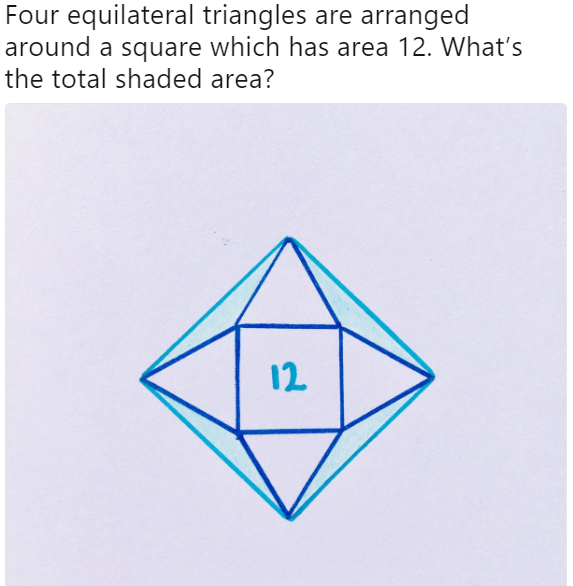 Four equilateral triangles are arranged
around a square which has area 12. What’s
the total shaded area?
12